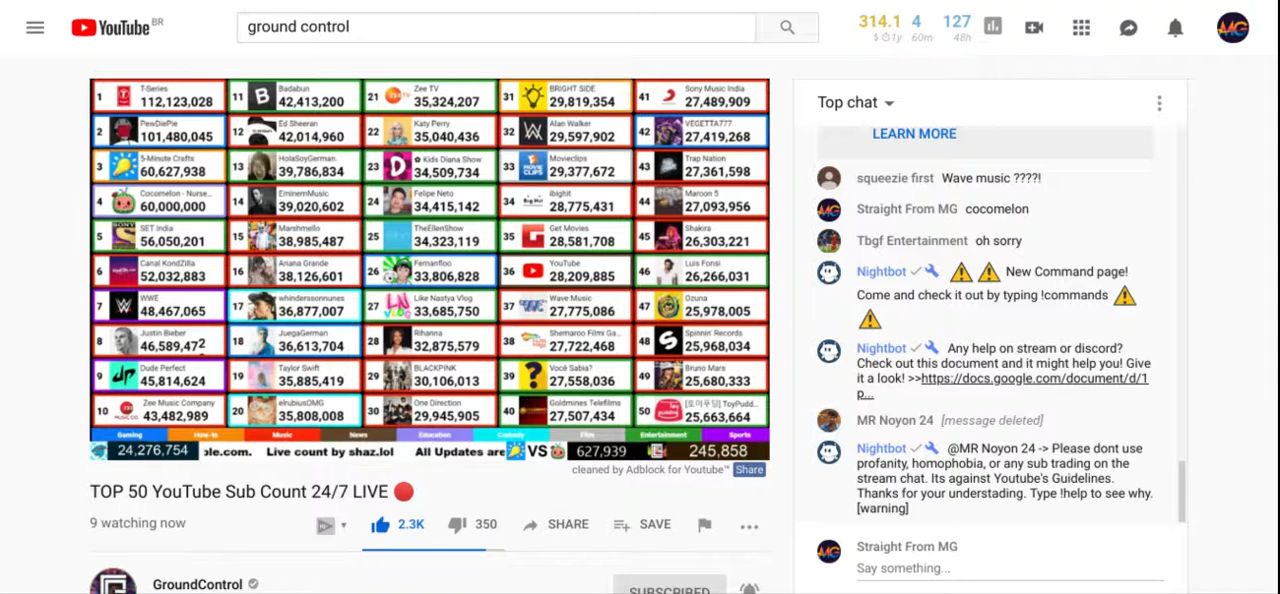 YouTube BR
ground control
314.1 4 127
1y 60m 48h
1 T-Series 112,123,028
2 PewDiePie 101,480,045
3 5-Minute Crafts 60,627,938
4 Cocomelon - Nurse... 60,000,000
5 SET India 56,050,201
6 Canal KondZilla 52,032,883
7 WWE 48,467,065
8 Justin Bieber 46,589,472
9 Dude Perfect 45,814,624
10 Zee Music Company 43,482,989
11 Badabun 42,413,200
12 Ed Sheeran 42,014,960
13 HolaSoyGerman. 39,786,834
14 EminemMusic 39,020,602
15 Marshmello 38,985,487
16 Ariana Grande 38,126,601
17 whinderssonnunes 36,877,007
18 JuegaGerman 36,613,704
19 Taylor Swift 35,885,419
20 elrubiusOMG 35,808,008
21 Zee TV 35,324,207
22 Katy Perry 35,040,436
23 ✿ Kids Diana Show 34,509,734
24 Felipe Neto 34,415,142
25 TheEllenShow 34,323,119
26 Fernanfloo 33,806,828
27 Like Nastya Vlog 33,685,750
28 Rihanna 32,875,579
29 BLACKPINK 30,106,013
30 One Direction 29,945,905
31 BRIGHT SIDE 29,819,354
32 Alan Walker 29,597,902
33 Movieclips 29,377,672
34 ibighit 28,775,431
35 Get Movies 28,581,708
36 YouTube 28,209,885
37 Wave Music 27,775,086
38 Shemaroo Filmi Ga... 27,722,468
39 Você Sabia? 27,558,036
40 Goldmines Telefilms 27,507,434
41 Sony Music India 27,489,909
42 VEGETTA777 27,419,268
43 Trap Nation 27,361,598
44 Maroon 5 27,093,956
45 Shakira 26,303,221
46 Luis Fonsi 26,266,031
47 Ozuna 25,978,005
48 Spinnin' Records 25,968,034
49 Bruno Mars 25,680,333
50 [토이푸딩] ToyPudd... 25,663,664
Gaming How-to Music News Education Comedy Film Entertainment Sports
24,276,754 ble.com. Live count by shaz.lol All Updates are VS 627,939 245,858
cleaned by Adblock for Youtube™ Share
TOP 50 YouTube Sub Count 24/7 LIVE 🔴
9 watching now
2.3K 350 SHARE SAVE
GroundControl
SUBSCRIBED
Top chat
LEARN MORE
squeezie first Wave music ????!
Straight From MG cocomelon
Tbgf Entertainment oh sorry
Nightbot ⚠ ⚠ New Command page!
Come and check it out by typing !commands ⚠
⚠
Nightbot Any help on stream or discord?
Check out this document and it might help you! Give
it a look! >>https://docs.google.com/document/d/1
p...
MR Noyon 24 [message deleted]
Nightbot @MR Noyon 24 -> Please dont use
profanity, homophobia, or any sub trading on the
stream chat. Its against Youtube's Guidelines.
Thanks for your understading. Type !help to see why.
[warning]
Straight From MG
Say something...